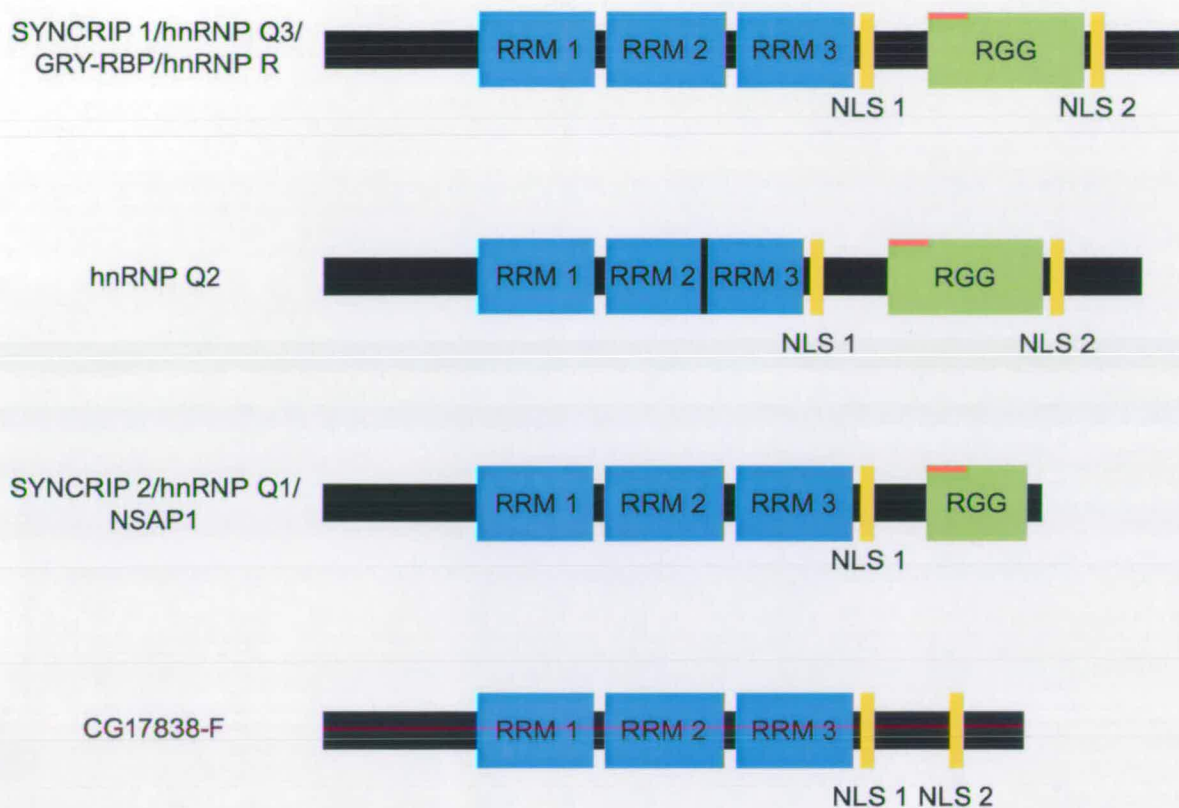 SYNCRIP 1/hnRNP Q3/
GRY-RBP/hnRNP R
RRM 1 RRM 2 RRM 3 RGG
NLS 1 NLS 2
hnRNP Q2
RRM 1 RRM 2 RRM 3 RGG
NLS 1 NLS 2
SYNCRIP 2/hnRNP Q1/
NSAP1
RRM 1 RRM 2 RRM 3 RGG
NLS 1
CG17838-F
RRM 1 RRM 2 RRM 3
NLS 1 NLS 2